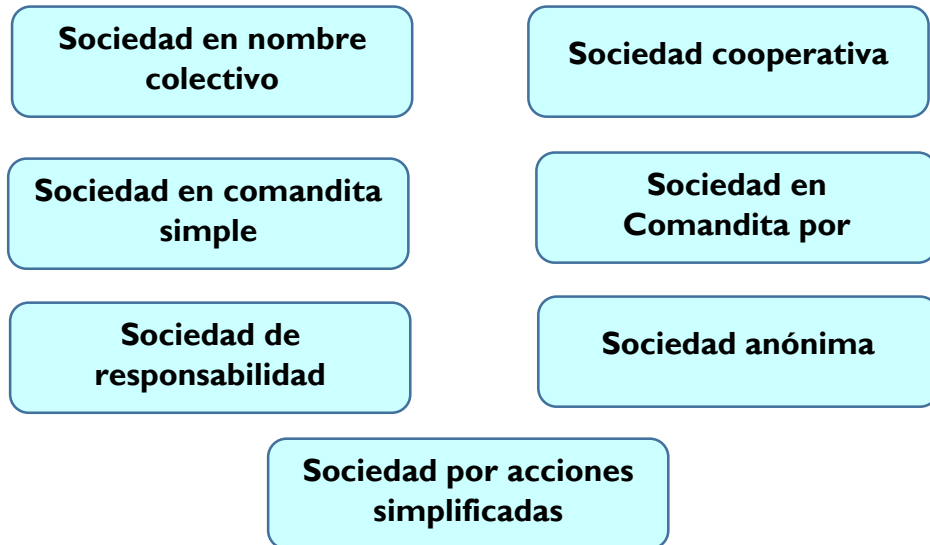 Sociedad en nombre
colectivo
Sociedad cooperativa
Sociedad en comandita
simple
Sociedad en
Comandita por
Sociedad de
responsabilidad
Sociedad anónima
Sociedad por acciones
simplificadas